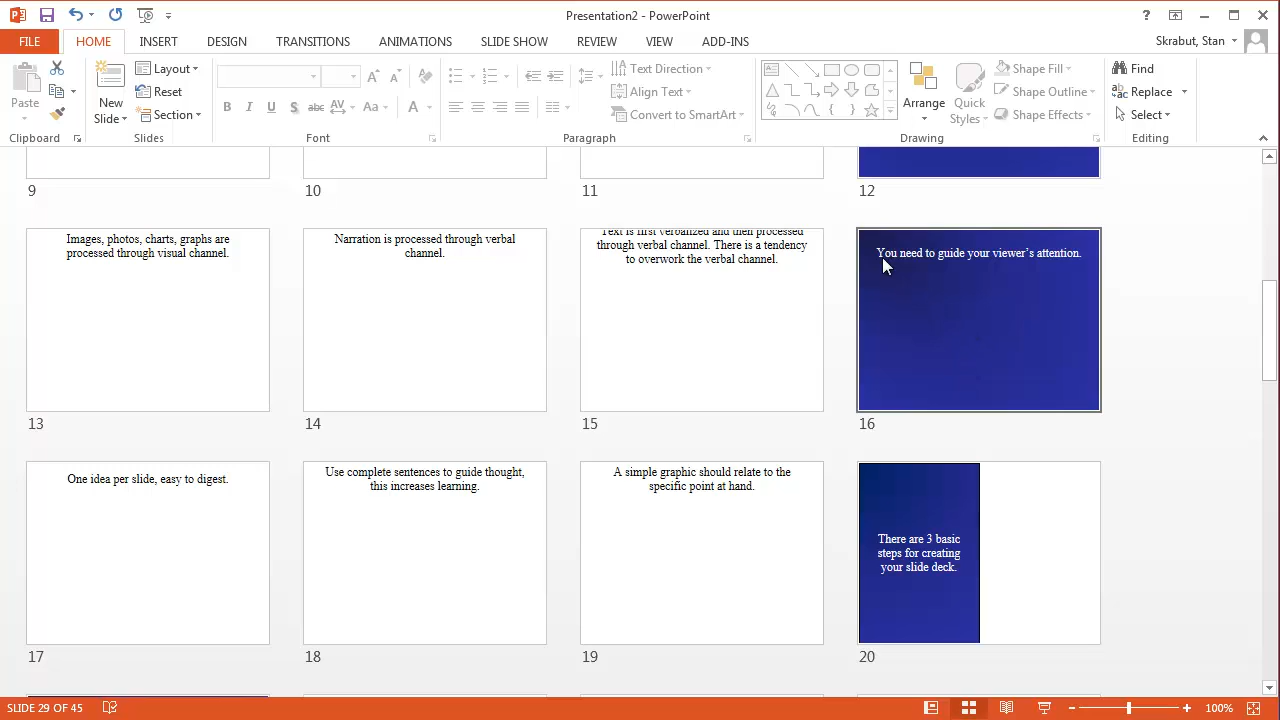 Presentation2 - PowerPoint
FILE HOME INSERT DESIGN TRANSITIONS ANIMATIONS SLIDE SHOW REVIEW VIEW ADD-INS
Skrabut, Stan
Paste
New
Slide
Layout
Reset
Section
Text Direction
Align Text
Convert to SmartArt
Arrange
Quick
Styles
Shape Fill
Shape Outline
Shape Effects
Find
Replace
Select
Clipboard Slides Font Paragraph Drawing Editing
9 10 11 12
Images, photos, charts, graphs are
processed through visual channel.
Narration is processed through verbal
channel.
Text is first verbalized and then processed
through verbal channel. There is a tendency
to overwork the verbal channel.
You need to guide your viewer's attention.
13 14 15 16
One idea per slide, easy to digest.
Use complete sentences to guide thought,
this increases learning.
A simple graphic should relate to the
specific point at hand.
There are 3 basic
steps for creating
your slide deck.
17 18 19 20
SLIDE 29 OF 45
100%